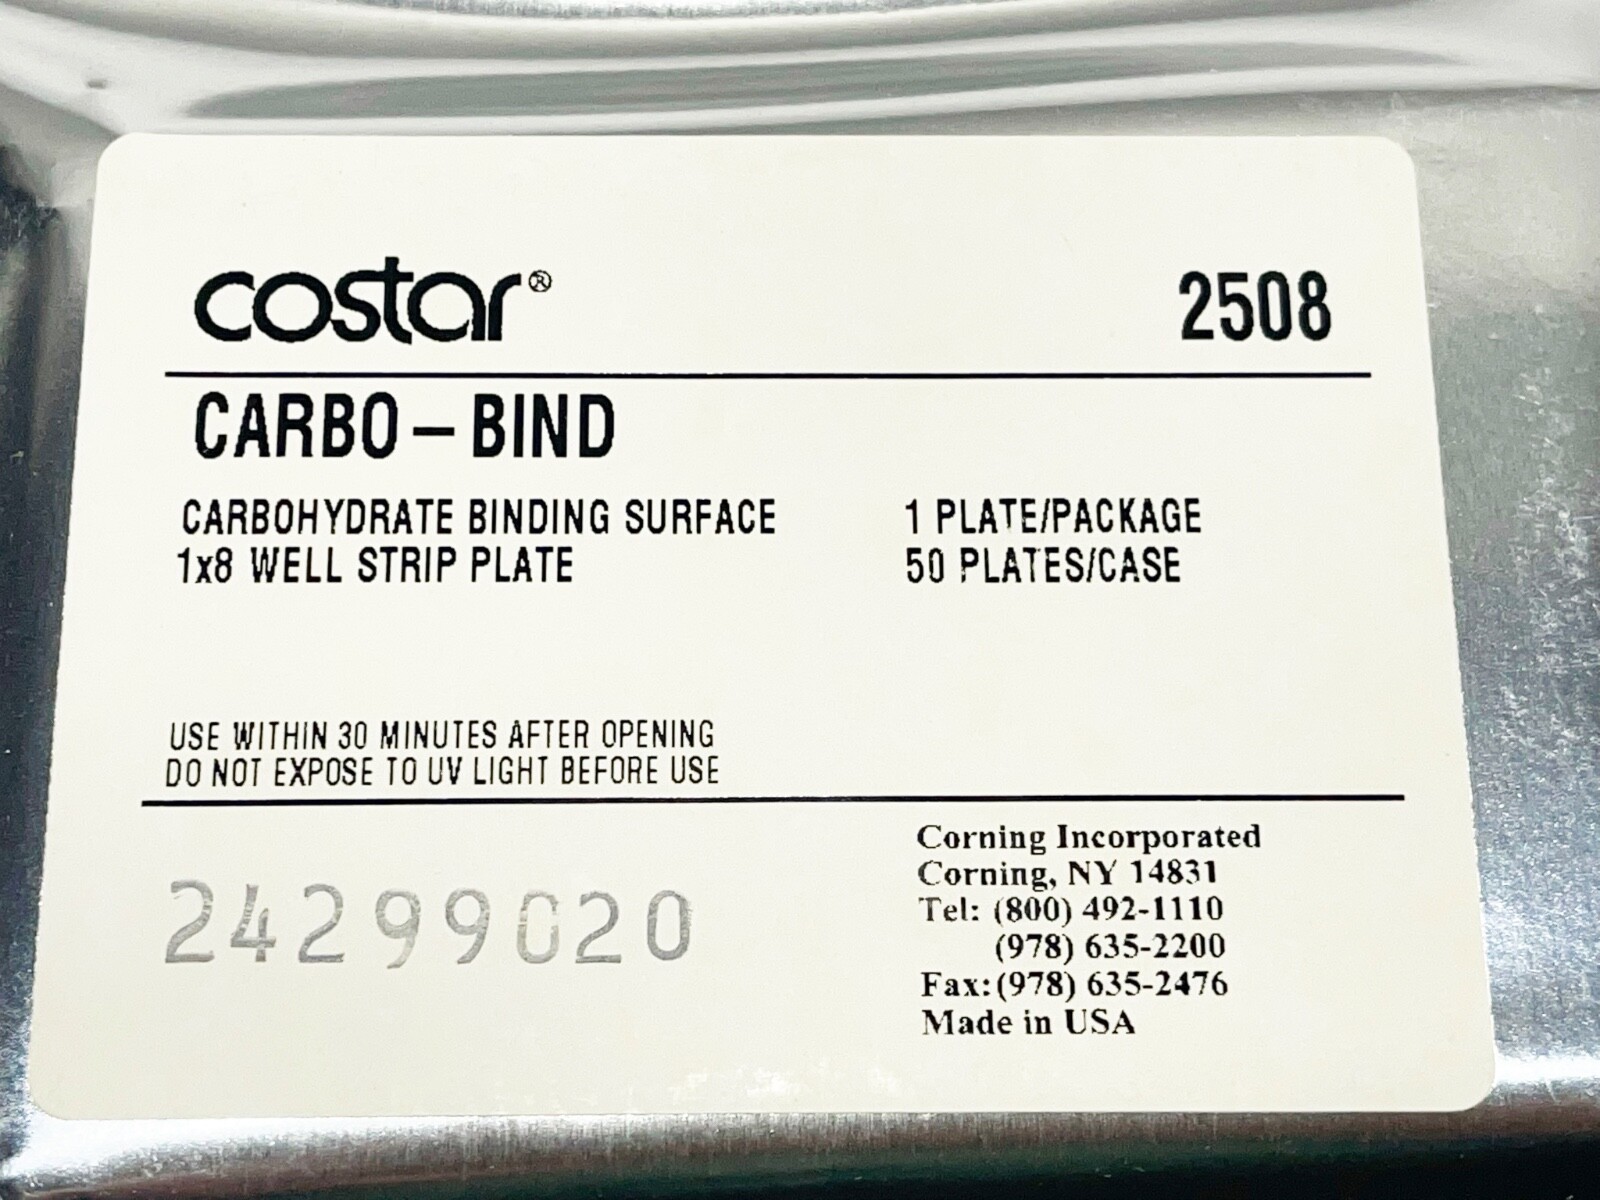 costar® 2508
CARBO – BIND
CARBOHYDRATE BINDING SURFACE 1 PLATE/PACKAGE
1x8 WELL STRIP PLATE 50 PLATES/CASE
USE WITHIN 30 MINUTES AFTER OPENING
DO NOT EXPOSE TO UV LIGHT BEFORE USE
24299020
Corning Incorporated
Corning, NY 14831
Tel: (800) 492-1110
(978) 635-2200
Fax:(978) 635-2476
Made in USA